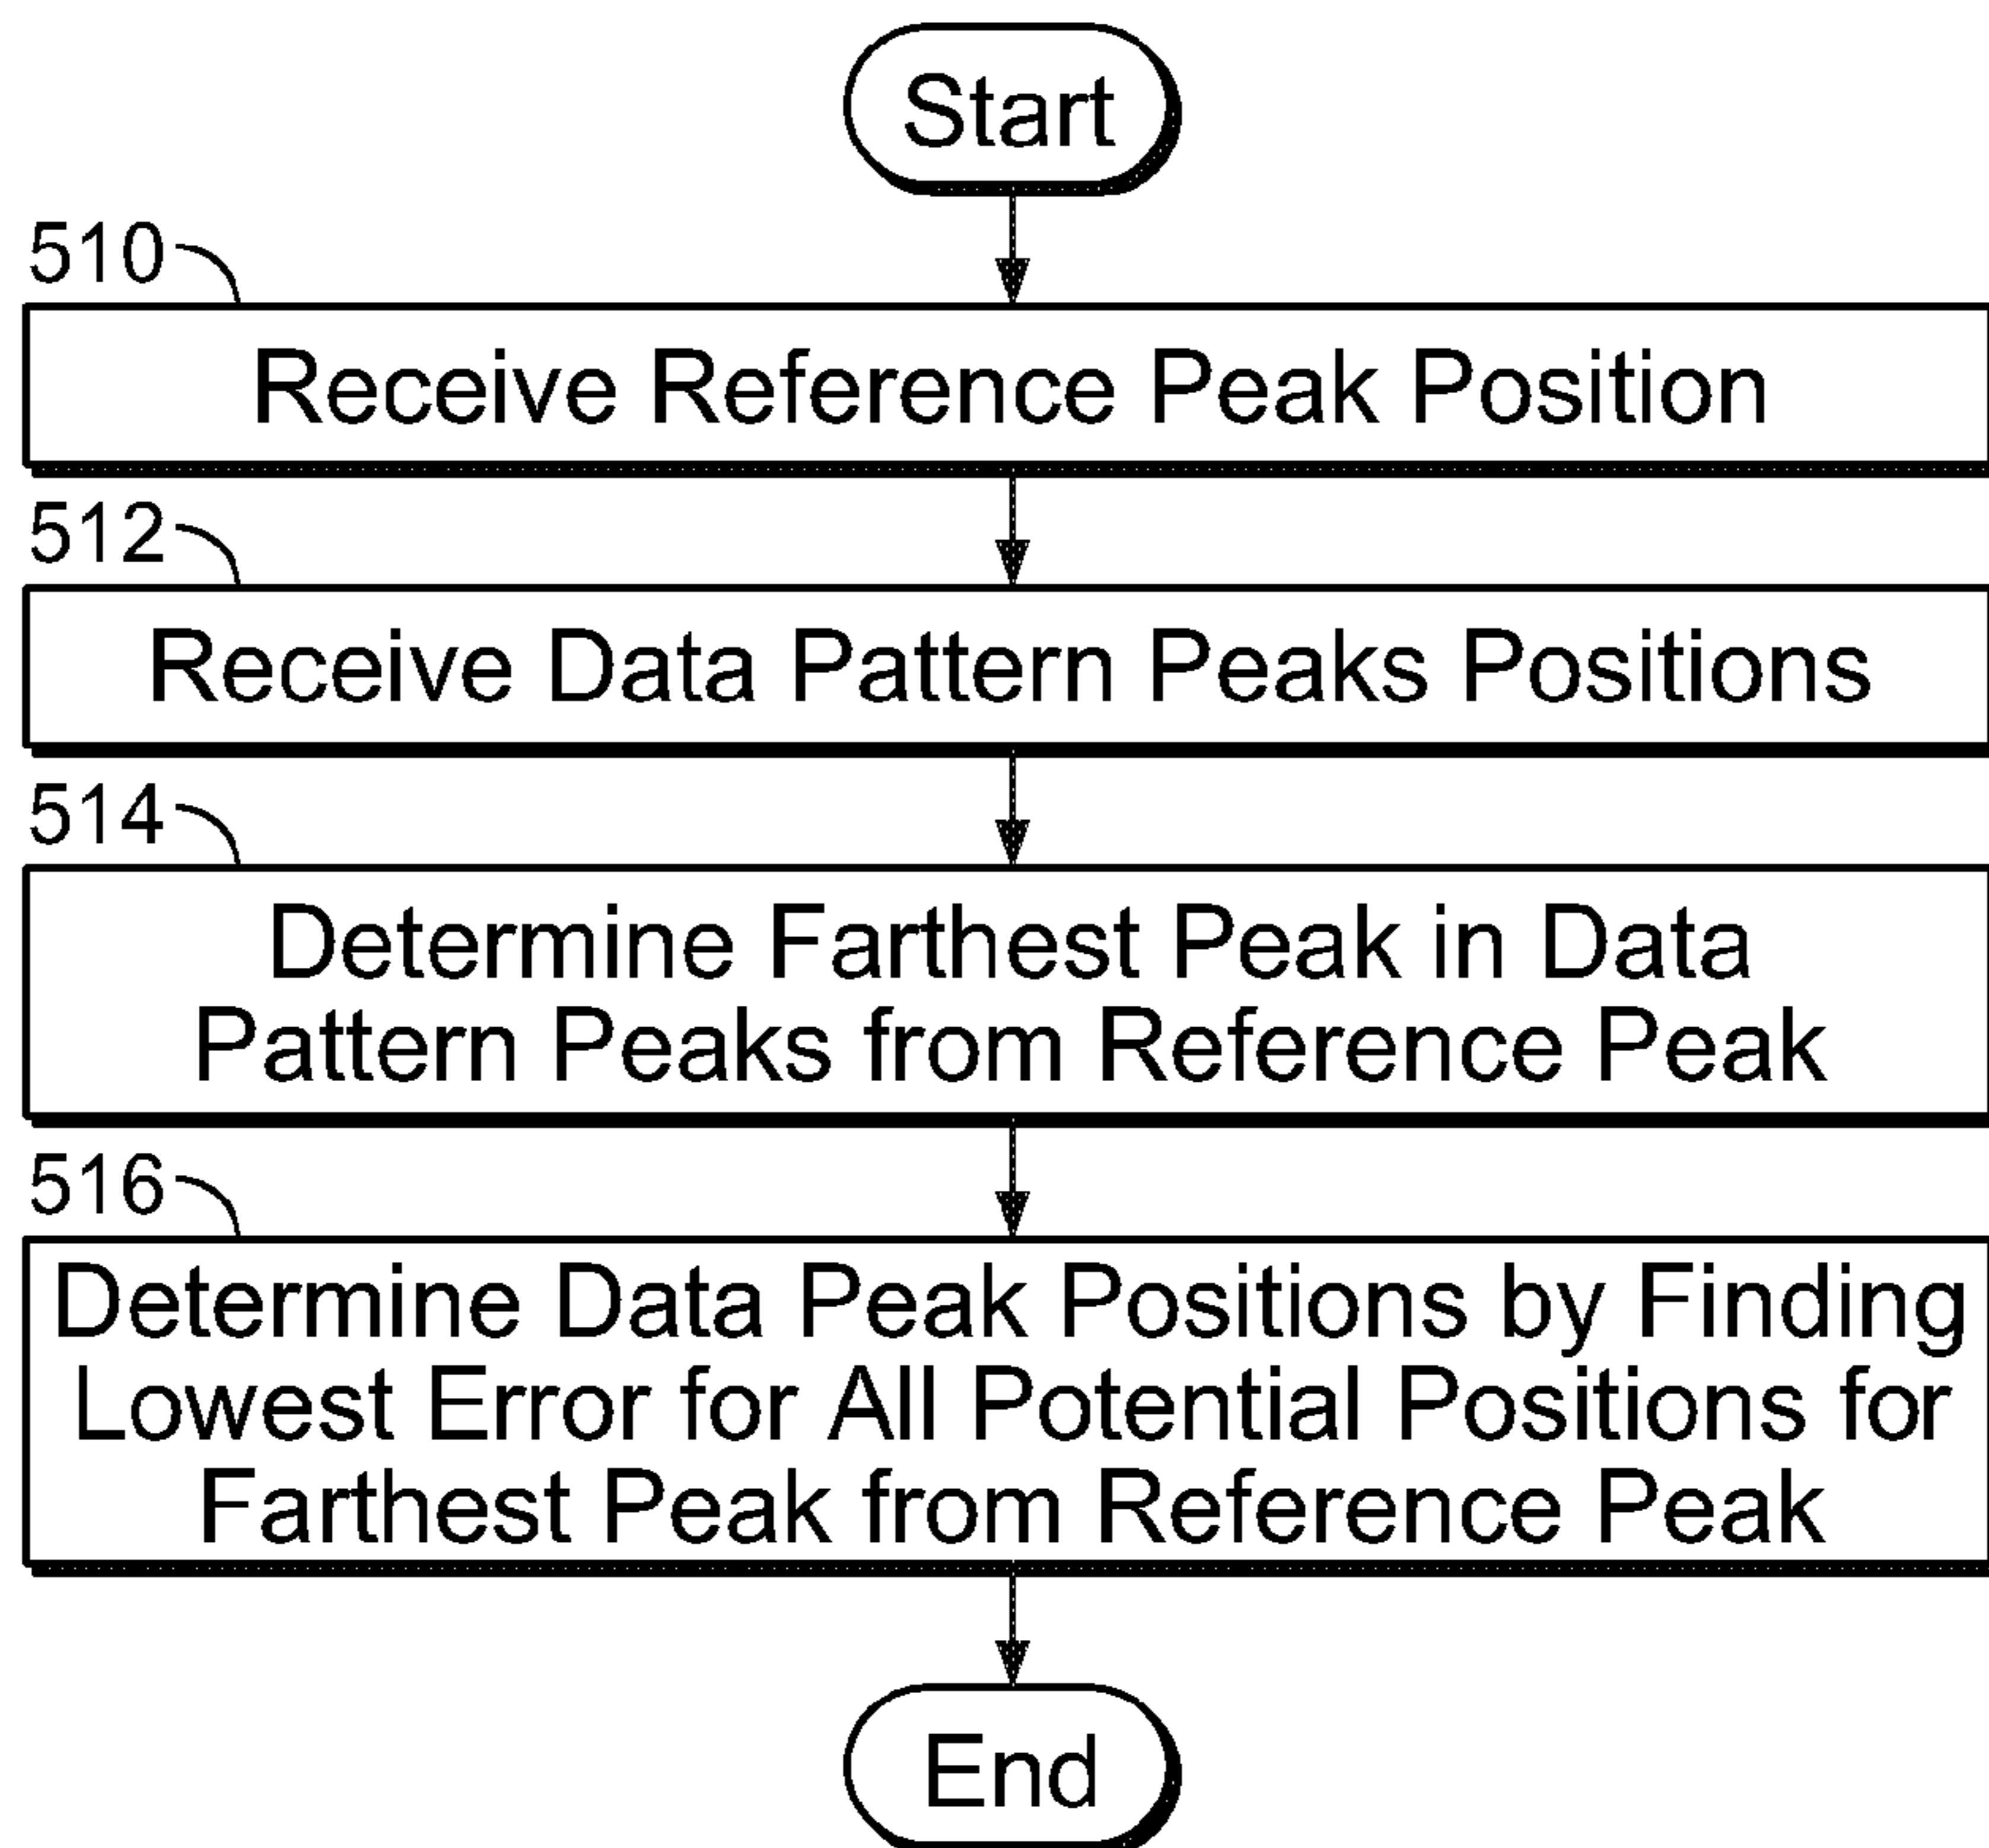 Start
510
Receive Reference Peak Position
512
Receive Data Pattern Peaks Positions
514
Determine Farthest Peak in Data
Pattern Peaks from Reference Peak
516
Determine Data Peak Positions by Finding
Lowest Error for All Potential Positions for
Farthest Peak from Reference Peak
End